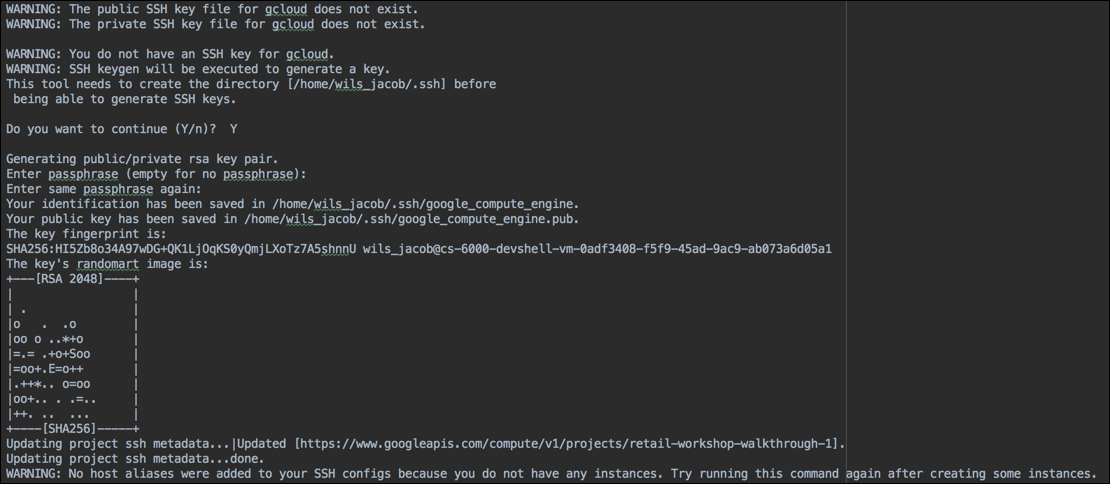 WARNING: The public SSH key file for gcloud does not exist.
WARNING: The private SSH key file for gcloud does not exist.
WARNING: You do not have an SSH key for gcloud.
WARNING: SSH keygen will be executed to generate a key.
This tool needs to create the directory [/home/wils_jacob/.ssh] before
 being able to generate SSH keys.
Do you want to continue (Y/n)?  Y
Generating public/private rsa key pair.
Enter passphrase (empty for no passphrase):
Enter same passphrase again:
Your identification has been saved in /home/wils_jacob/.ssh/google_compute_engine.
Your public key has been saved in /home/wils_jacob/.ssh/google_compute_engine.pub.
The key fingerprint is:
SHA256:HI5Zb8o34A97wDG+QK1LjOqKS0yQmjLXoTz7A5shnnU wils_jacob@cs-6000-devshell-vm-0adf3408-f5f9-45ad-9ac9-ab073a6d05a1
The key's randomart image is:
+---[RSA 2048]----+
|                 |
| .               |
|o   .  .o        |
|oo o ..*+o       |
|=.= .+o+Soo      |
|=oo+.E=o++       |
|.++*.. o=oo      |
|oo+.. . .=..     |
|++. ..  ...      |
+----[SHA256]-----+
Updating project ssh metadata...|Updated [https://www.googleapis.com/compute/v1/projects/retail-workshop-walkthrough-1].
Updating project ssh metadata...done.
WARNING: No host aliases were added to your SSH configs because you do not have any instances. Try running this command again after creating some instances.